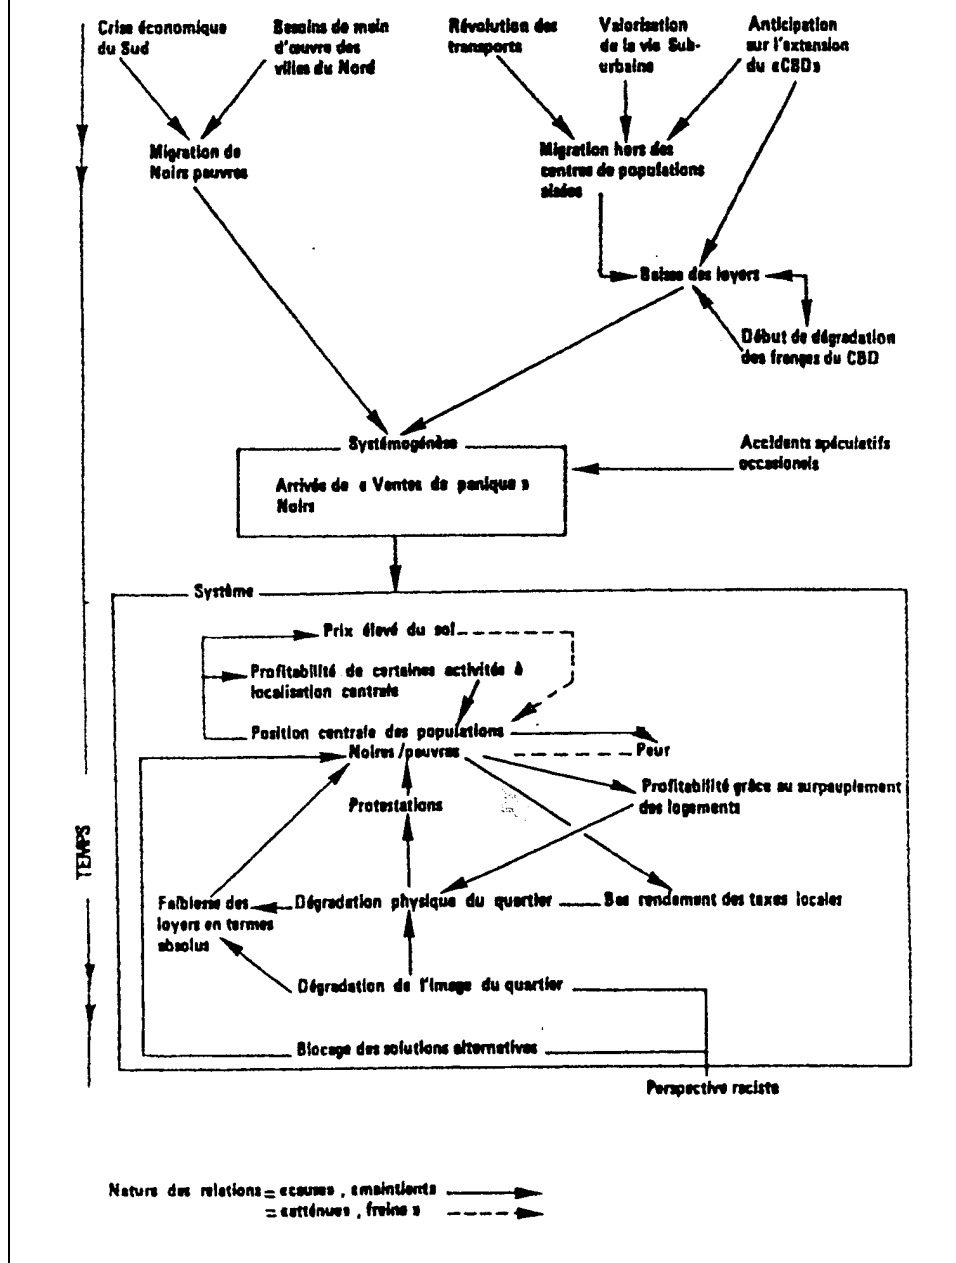 Crise économique
du Sud
Besoins de main
d'œuvre des
villes du Nord
Révolution des
transports
Valorisation
de la vie Sub-
urbaine
Anticipation
sur l'extension
du «CBD»
Migration de
Noirs pauvres
Migration hors des
centres de populations
aisées
Baisse des loyers
Début de dégradation
des franges du CBD
Systémogénèse
Accidents spéculatifs
occasionels
Arrivée de « Ventes de panique »
Noirs
Système
Prix élevé du sol
Profitabilité de certaines activités à
localisation centrale
Position centrale des populations
Noires/pauvres
Peur
Profitabilité grâce au surpeuplement
des logements
Protestations
TEMPS
Faiblesse des
loyers en termes
absolus
Dégradation physique du quartier
Bas rendement des taxes locales
Dégradation de l'image du quartier
Blocage des solutions alternatives
Perspective raciste
Nature des relations = «causes, «maintients
= «atténue», freine »